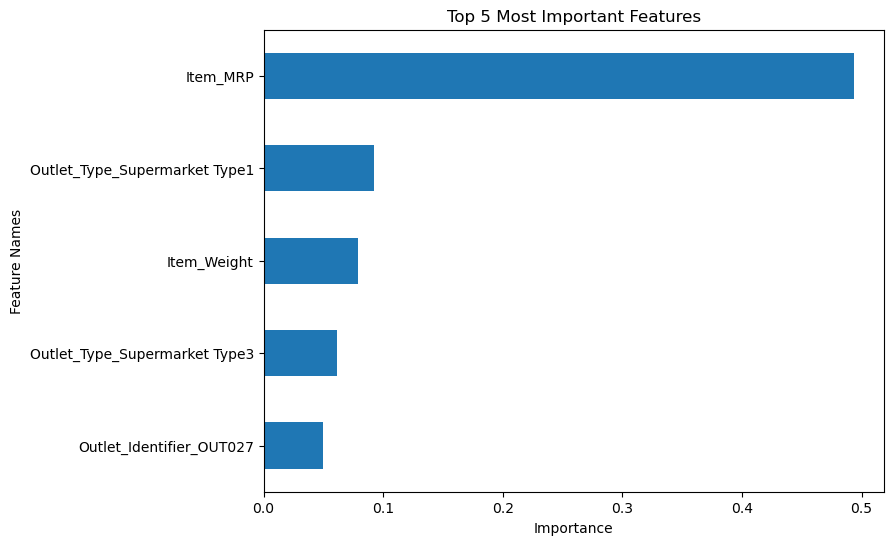 Top 5 Most Important Features
Feature Names
Item_MRP
Outlet_Type_Supermarket Type1
Item_Weight
Outlet_Type_Supermarket Type3
Outlet_Identifier_OUT027
0.0 0.1 0.2 0.3 0.4 0.5
Importance